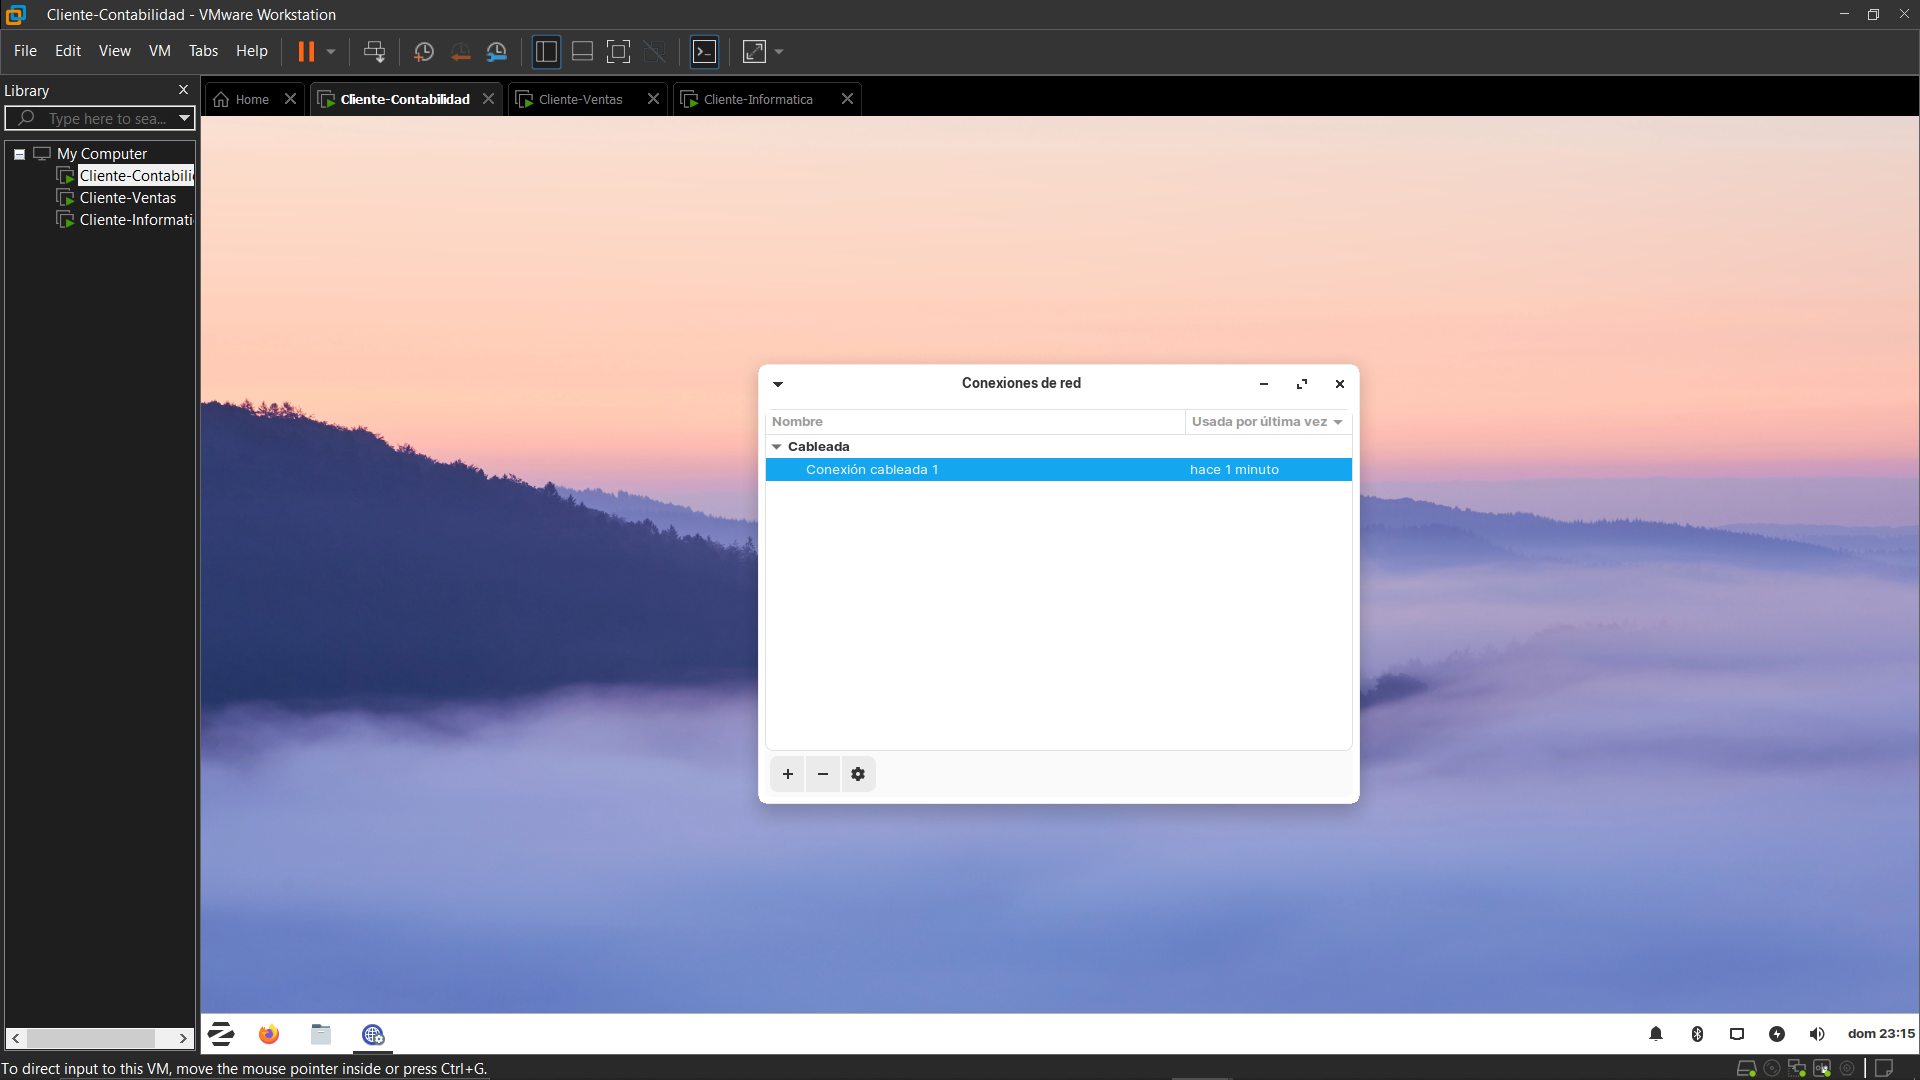 Cliente-Contabilidad - VMware Workstation
File Edit View VM Tabs Help
Library
Type here to sea...
My Computer
Cliente-Contabili
Cliente-Ventas
Cliente-Informati
Home
Cliente-Contabilidad
Cliente-Ventas
Cliente-Informatica
Conexiones de red
Nombre
Usada por última vez
Cableada
Conexión cableada 1
hace 1 minuto
dom 23:15
To direct input to this VM, move the mouse pointer inside or press Ctrl+G.